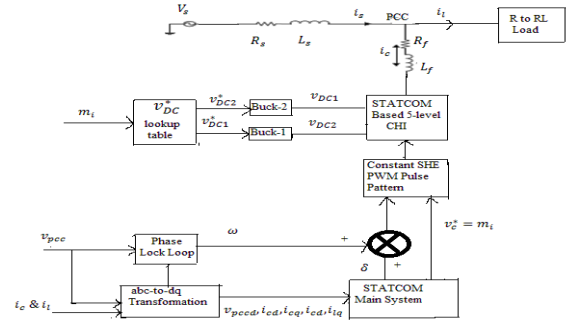 V_s
R_s
L_s
i_s
PCC
i_l
R to RL
Load
R_f
i_c
L_f
m_i
v*_DC
lookup
table
v*_DC2
Buck-2
v_DC1
v*_DC1
Buck-1
v_DC2
STATCOM
Based 5-level
CHI
Constant SHE
PWM Pulse
Pattern
v*_c = m_i
v_pcc
Phase
Lock Loop
ω
+
+
δ
i_c & i_l
abc-to-dq
Transformation
v_pccd, i_cd, i_cq, i_cd, i_lq
STATCOM
Main System